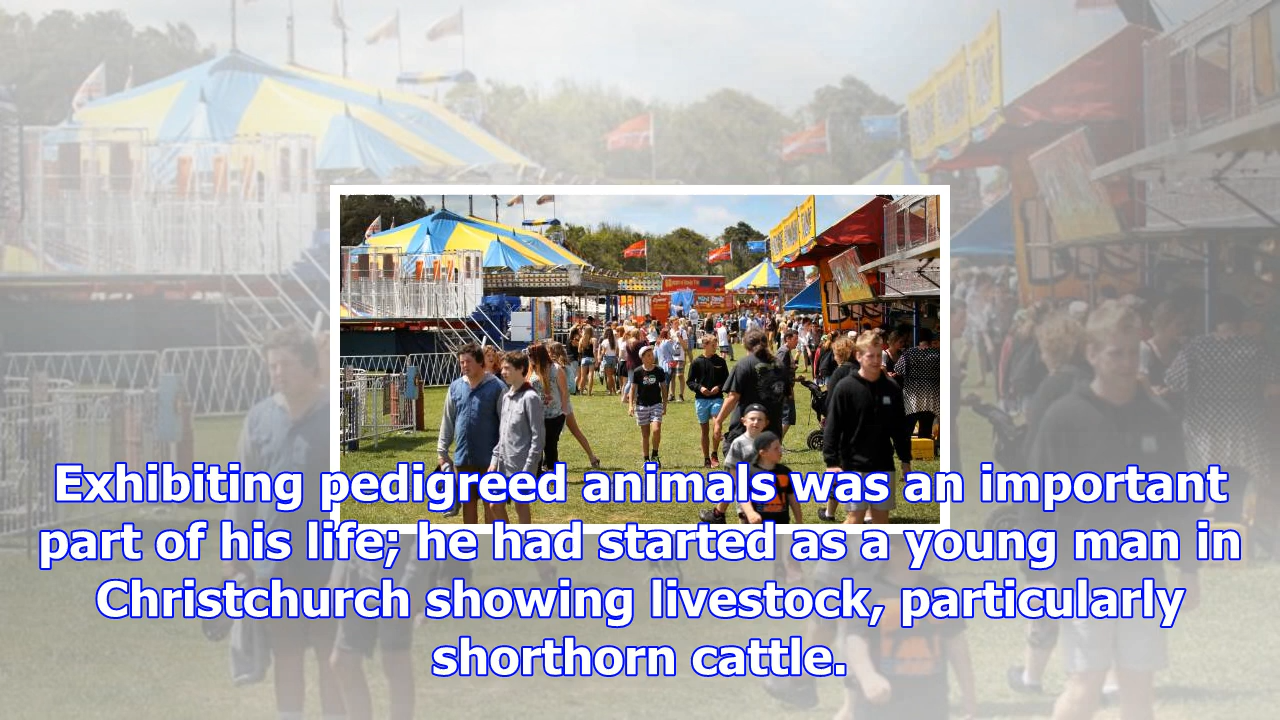 Exhibiting pedigreed animals was an important
part of his life; he had started as a young man in
Christchurch showing livestock, particularly
shorthorn cattle.